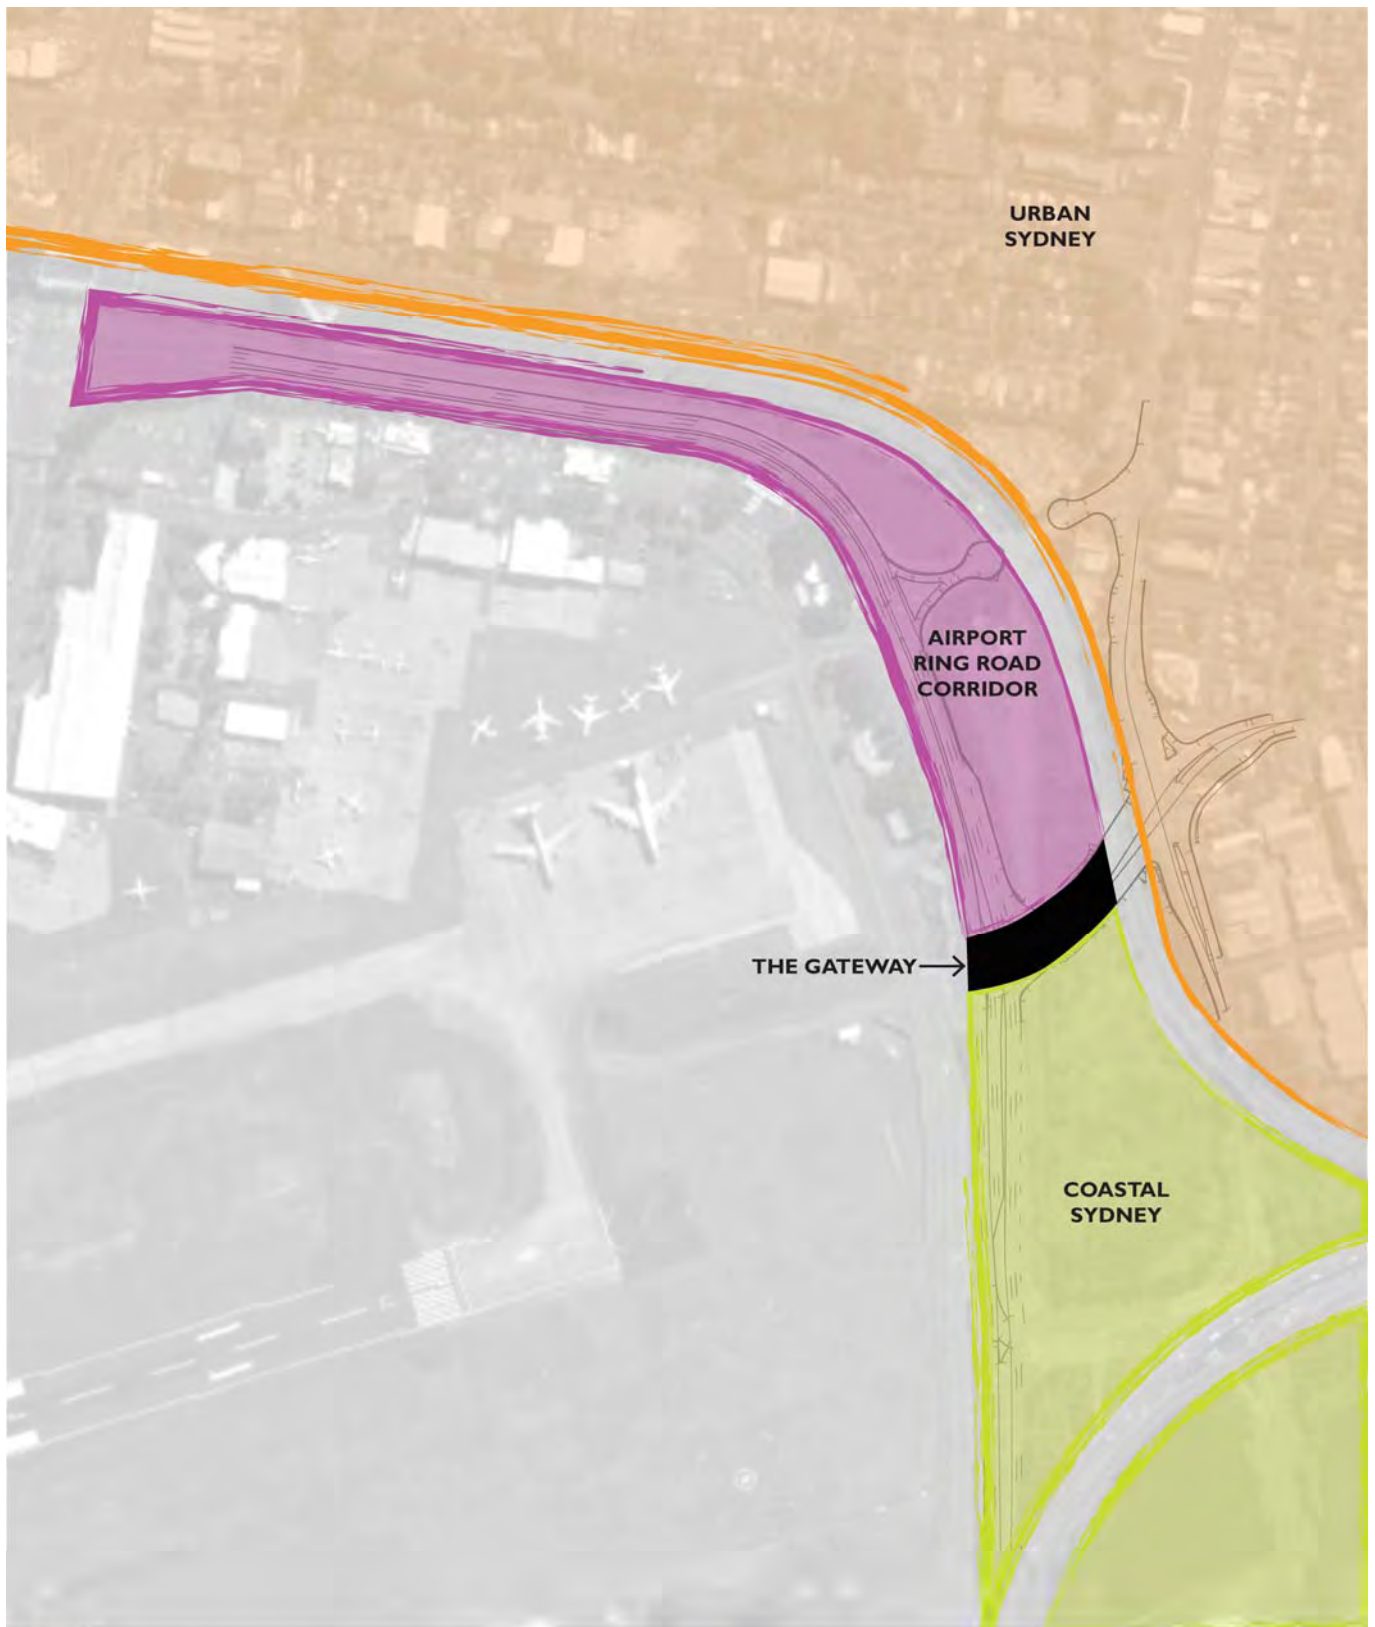 URBAN
SYDNEY
AIRPORT
RING ROAD
CORRIDOR
THE GATEWAY
COASTAL
SYDNEY